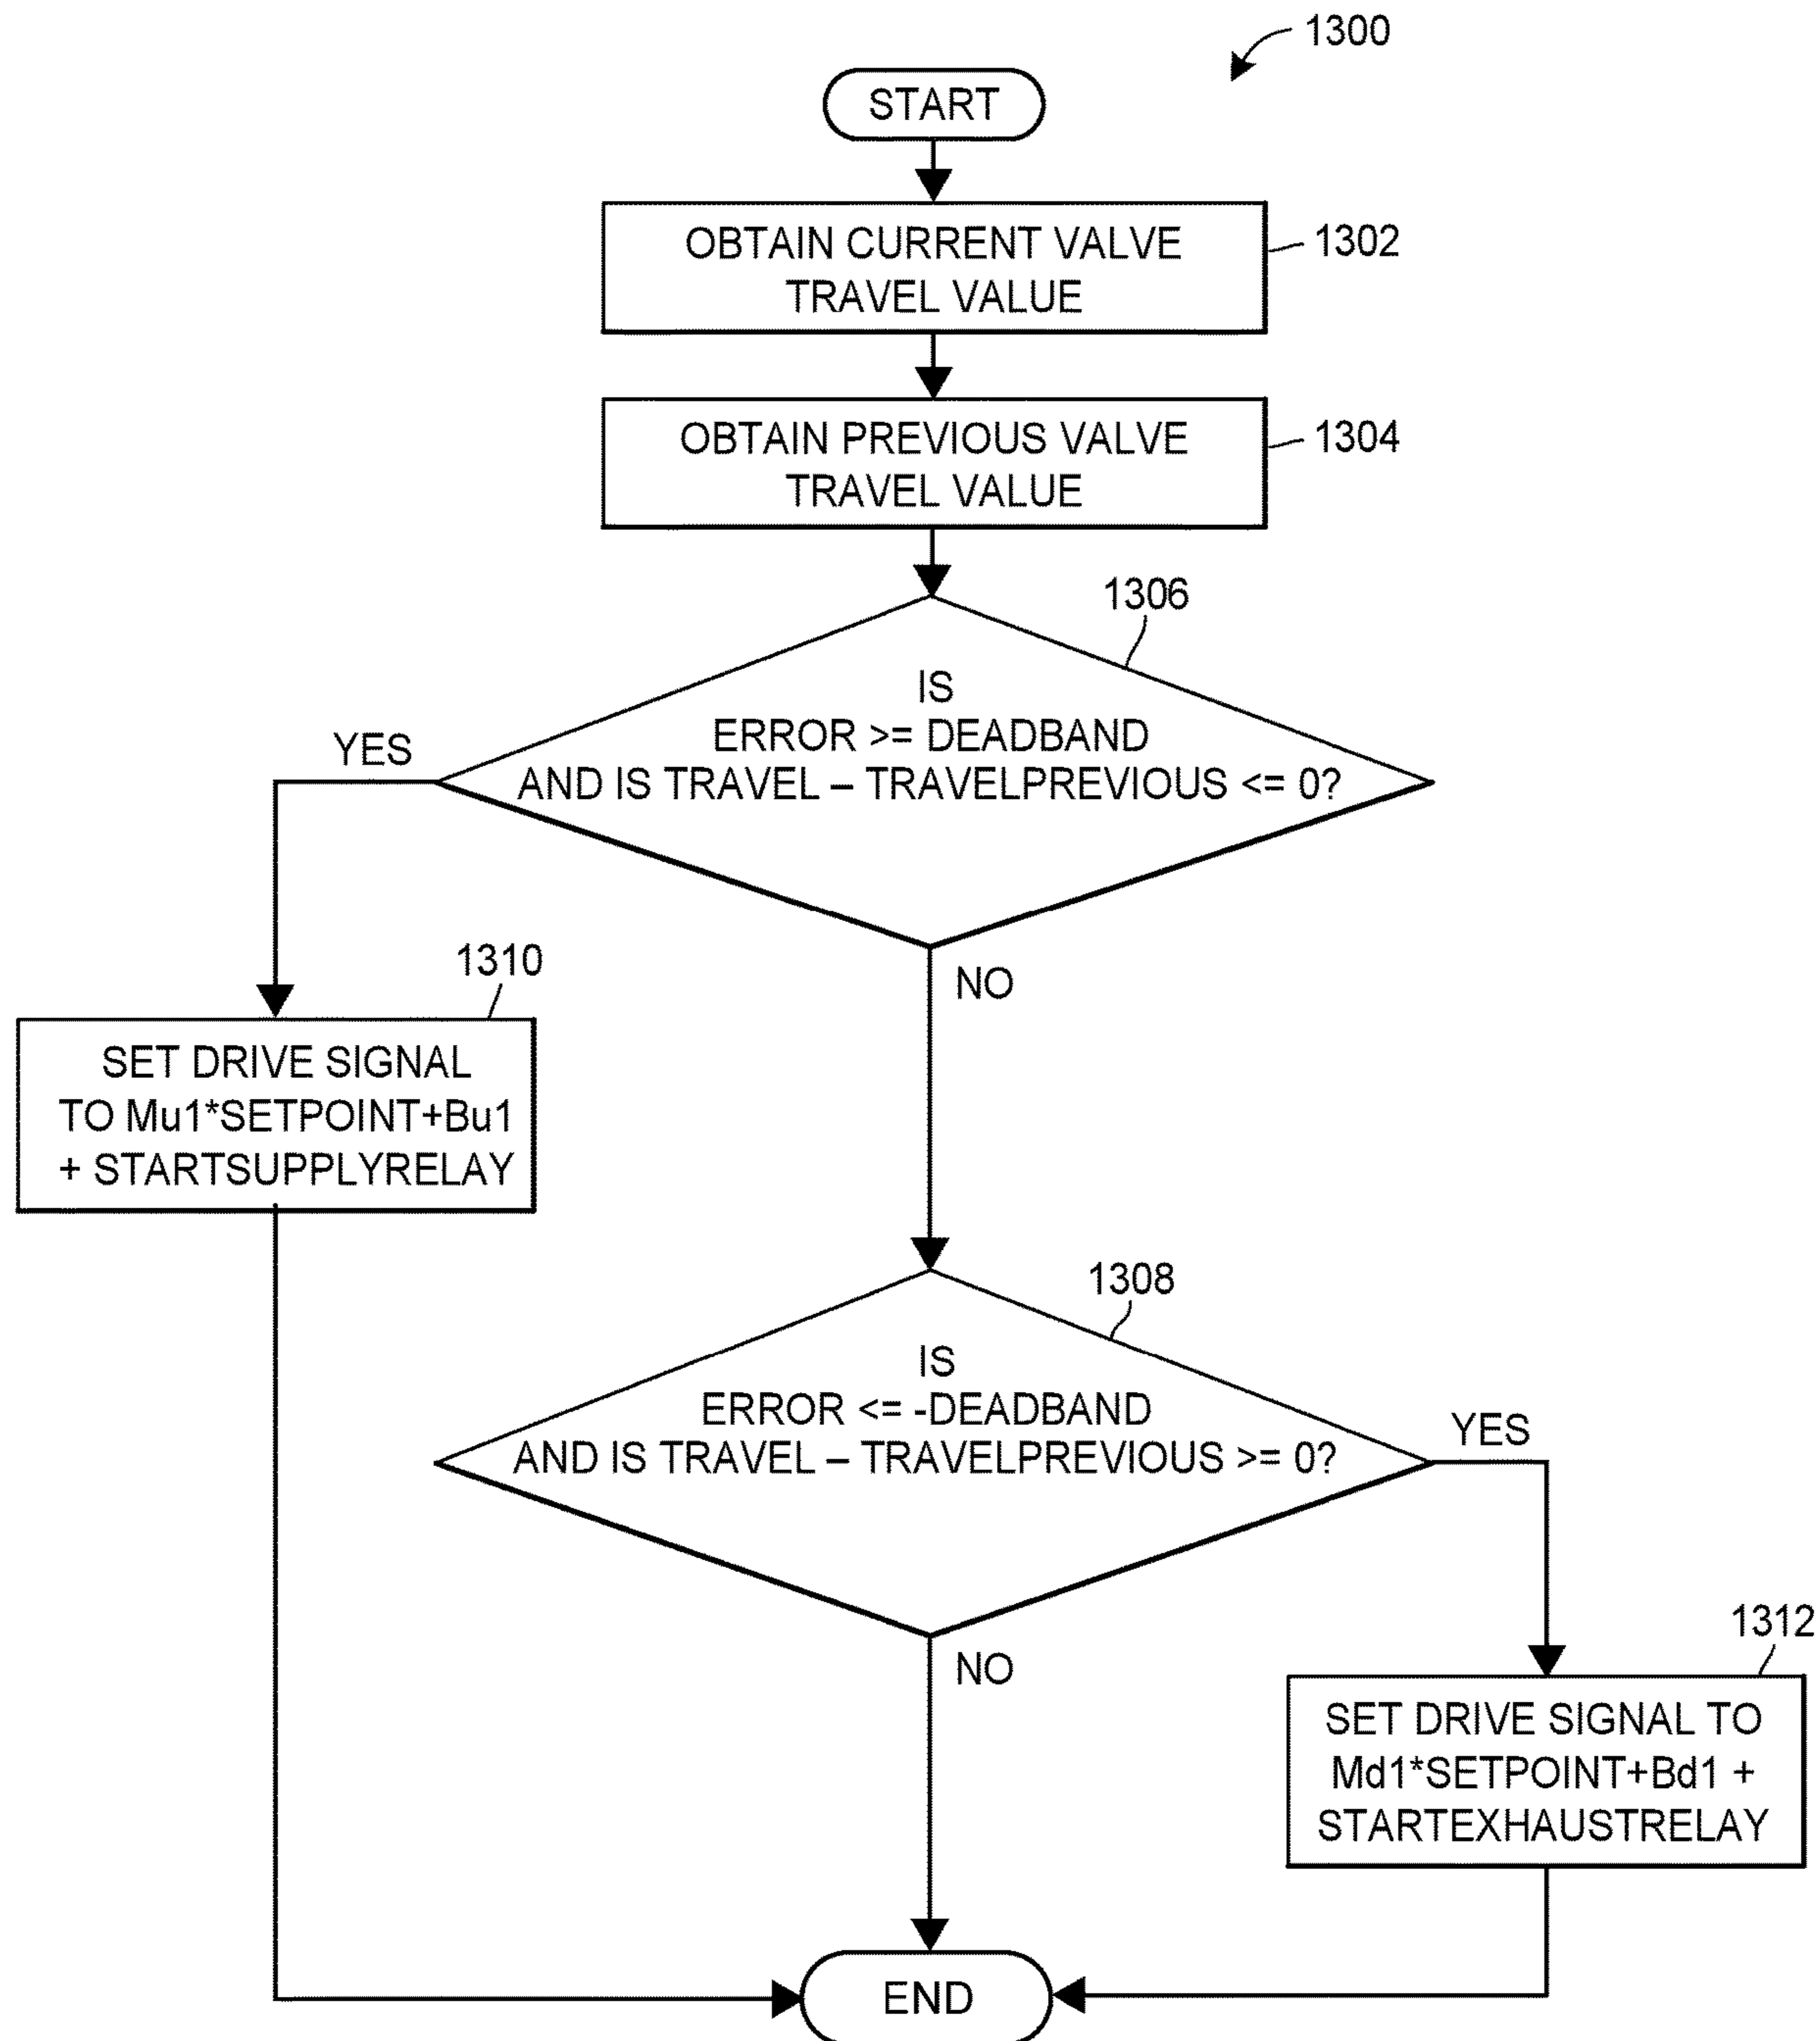 1300
START
OBTAIN CURRENT VALVE
TRAVEL VALUE
1302
OBTAIN PREVIOUS VALVE
TRAVEL VALUE
1304
1306
IS
ERROR >= DEADBAND
AND IS TRAVEL – TRAVELPREVIOUS <= 0?
YES
NO
1310
SET DRIVE SIGNAL
TO Mu1*SETPOINT+Bu1
+ STARTSUPPLYRELAY
1308
IS
ERROR <= -DEADBAND
AND IS TRAVEL – TRAVELPREVIOUS >= 0?
YES
NO
1312
SET DRIVE SIGNAL TO
Md1*SETPOINT+Bd1 +
STARTEXHAUSTRELAY
END